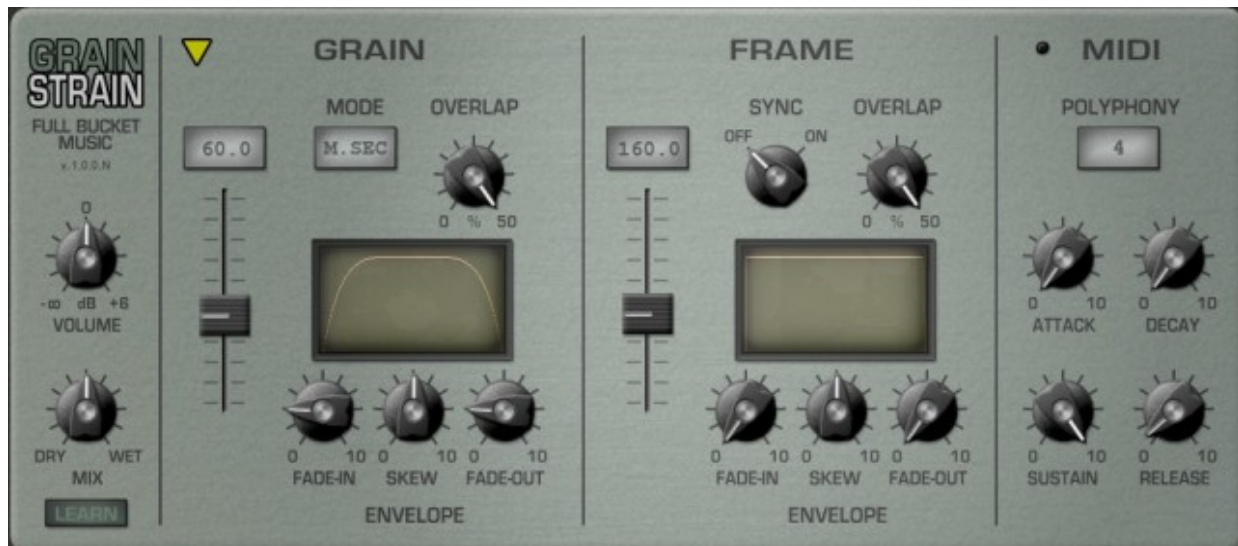 GRAIN
STRAIN
FULL BUCKET
MUSIC
v.1.0.0.N
0
-∞ dB +6
VOLUME
DRY WET
MIX
LEARN
GRAIN
MODE OVERLAP
60.0 M.SEC
0 % 50
0 10 0 10 0 10
FADE-IN SKEW FADE-OUT
ENVELOPE
FRAME
SYNC OVERLAP
OFF ON
160.0
0 % 50
0 10 0 10 0 10
FADE-IN SKEW FADE-OUT
ENVELOPE
MIDI
POLYPHONY
4
0 10 0 10
ATTACK DECAY
0 10 0 10
SUSTAIN RELEASE